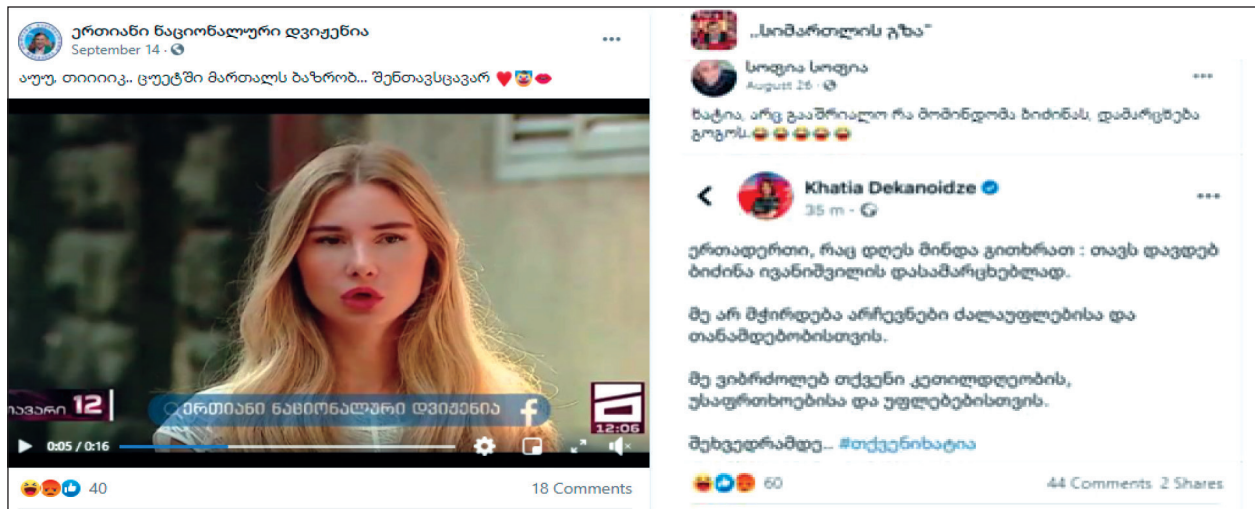 ერთიანი ნაციონალური დვიჟენია
September 14
აუუ, თიიიიკ.. ცუეტში მართალს ბაზრობ... შენთავსცავარ ❤️🤡👄
თავარი 12
ერთიანი ნაციონალური დვიჟენია
12:06
0:05 / 0:16
40
18 Comments
,,სიმართლის გზა"
სოფია სოფია
August 26
ხატია, არც გააშრიალო რა მომინდომა ბიძინას, დამარცხება
გოგოს.😆😆😆😆😆
Khatia Dekanoidze
35 m
ერთადერთი, რაც დღეს მინდა გითხრათ : თავს დავდებ
ბიძინა ივანიშვილის დასამარცხებლად.
მე არ მჭირდება არჩევნები ძალაუფლებისა და
თანამდებობისთვის.
მე ვიბრძოლებ თქვენი კეთილდღეობის,
უსაფრთხოებისა და უფლებებისთვის.
შეხვედრამდე... #თქვენიხატია
60
44 Comments 2 Shares